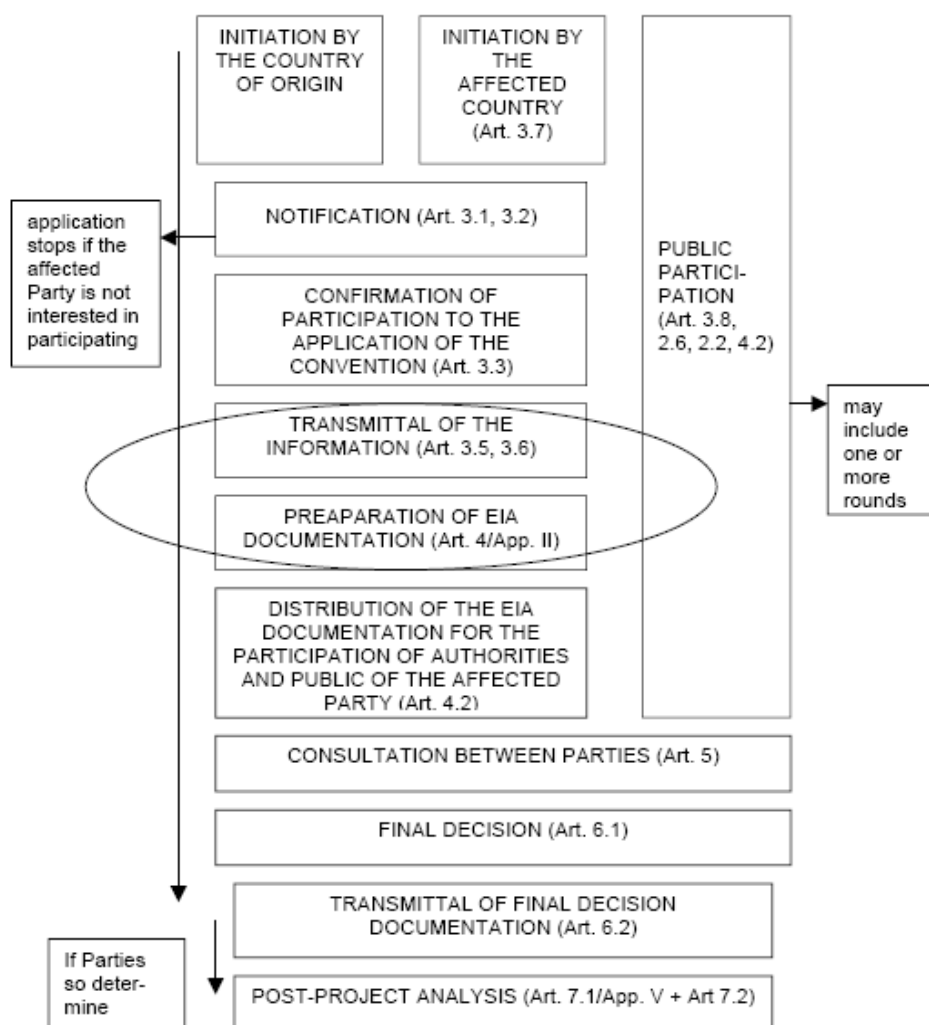 INITIATION BY
THE COUNTRY
OF ORIGIN
INITIATION BY
THE
AFFECTED
COUNTRY
(Art. 3.7)
NOTIFICATION (Art. 3.1, 3.2)
application
stops if the
affected
Party is not
interested in
participating
PUBLIC
PARTICI-
PATION
(Art. 3.8,
2.6, 2.2, 4.2)
CONFIRMATION OF
PARTICIPATION TO THE
APPLICATION OF THE
CONVENTION (Art. 3.3)
TRANSMITTAL OF THE
INFORMATION (Art. 3.5, 3.6)
may
include
one or
more
rounds
PREAPARATION OF EIA
DOCUMENTATION (Art. 4/App. II)
DISTRIBUTION OF THE EIA
DOCUMENTATION FOR THE
PARTICIPATION OF AUTHORITIES
AND PUBLIC OF THE AFFECTED
PARTY (Art. 4.2)
CONSULTATION BETWEEN PARTIES (Art. 5)
FINAL DECISION (Art. 6.1)
TRANSMITTAL OF FINAL DECISION
DOCUMENTATION (Art. 6.2)
If Parties
so deter-
mine
POST-PROJECT ANALYSIS (Art. 7.1/App. V + Art 7.2)